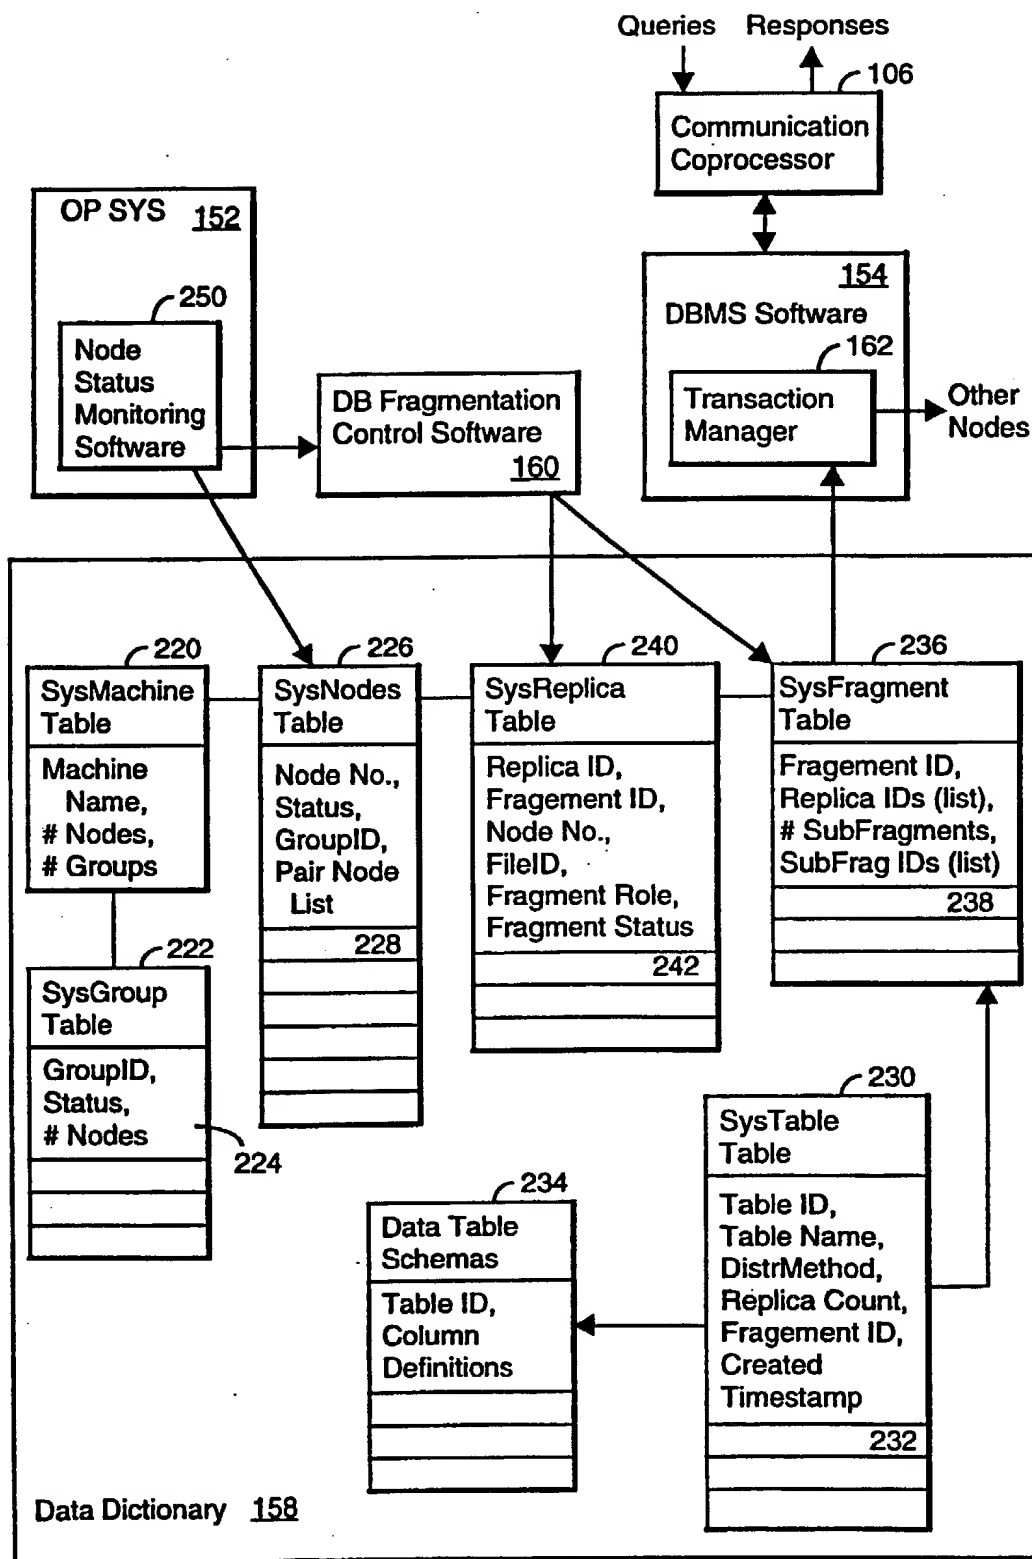 Queries Responses
106
Communication
Coprocessor
OP SYS 152
250
Node
Status
Monitoring
Software
DB Fragmentation
Control Software
160
154
DBMS Software
162
Transaction
Manager
Other
Nodes
220
SysMachine
Table
Machine
Name,
# Nodes,
# Groups
226
SysNodes
Table
Node No.,
Status,
GroupID,
Pair Node
List
228
240
SysReplica
Table
Replica ID,
Fragement ID,
Node No.,
FileID,
Fragment Role,
Fragment Status
242
236
SysFragment
Table
Fragement ID,
Replica IDs (list),
# SubFragments,
SubFrag IDs (list)
238
222
SysGroup
Table
GroupID,
Status,
# Nodes
224
234
Data Table
Schemas
Table ID,
Column
Definitions
230
SysTable
Table
Table ID,
Table Name,
DistrMethod,
Replica Count,
Fragement ID,
Created
Timestamp
232
Data Dictionary 158